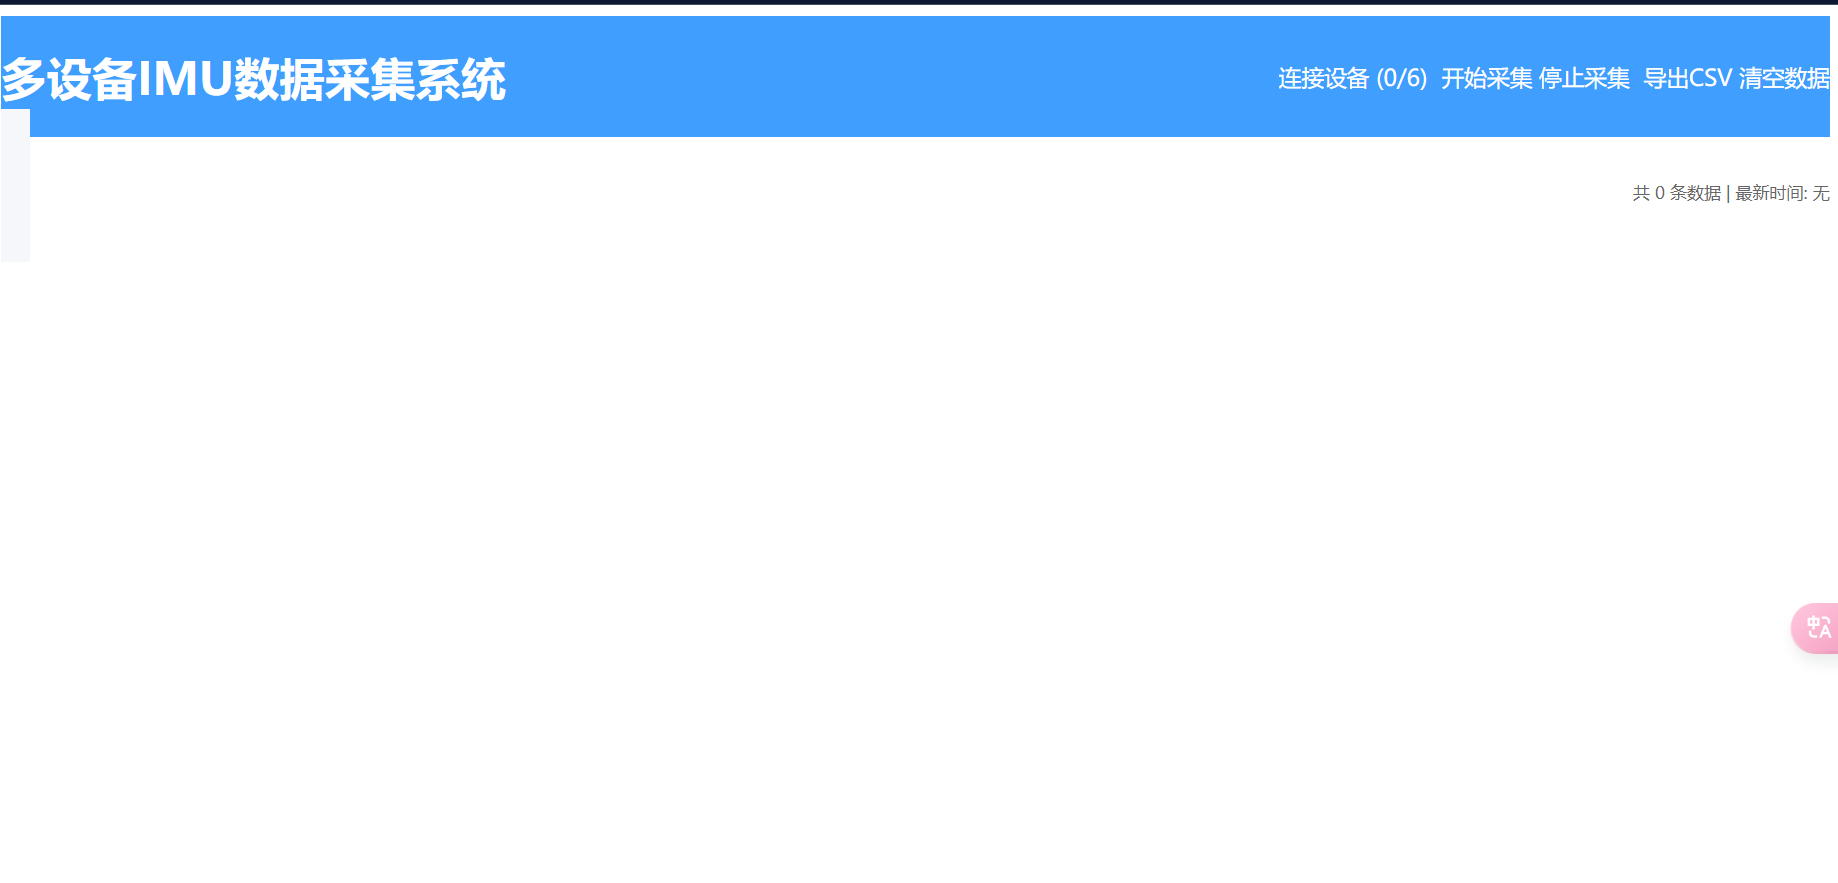 多设备IMU数据采集系统
连接设备 (0/6) 开始采集 停止采集 导出CSV 清空数据
共 0 条数据 | 最新时间: 无
中A